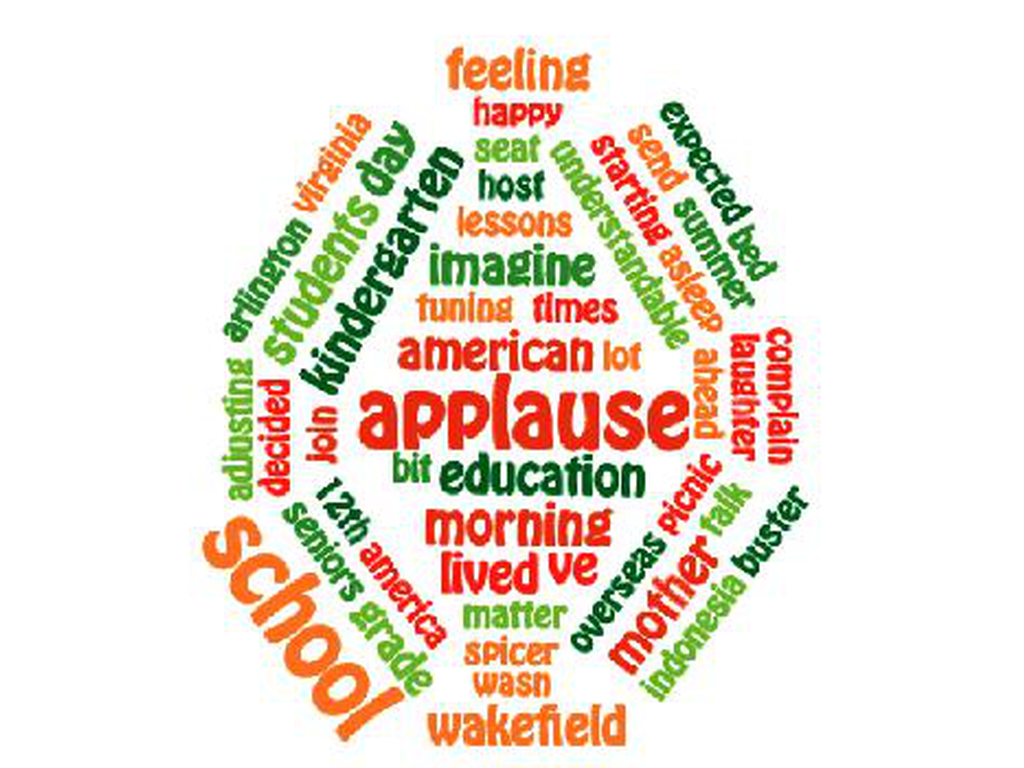 feeling
happy
seat
host
lessons
imagine
tuning times
american lot
applause
bit education
morning
lived ve
matter
spicer
wasn
wakefield
arlington virginia
students day
kindergarten
understandable
starting asleep
send summer
expected bed
adjusting
decided
join
ahead
laughter
complain
12th america
seniors grade
school
overseas picnic
mother talk
indonesia buster